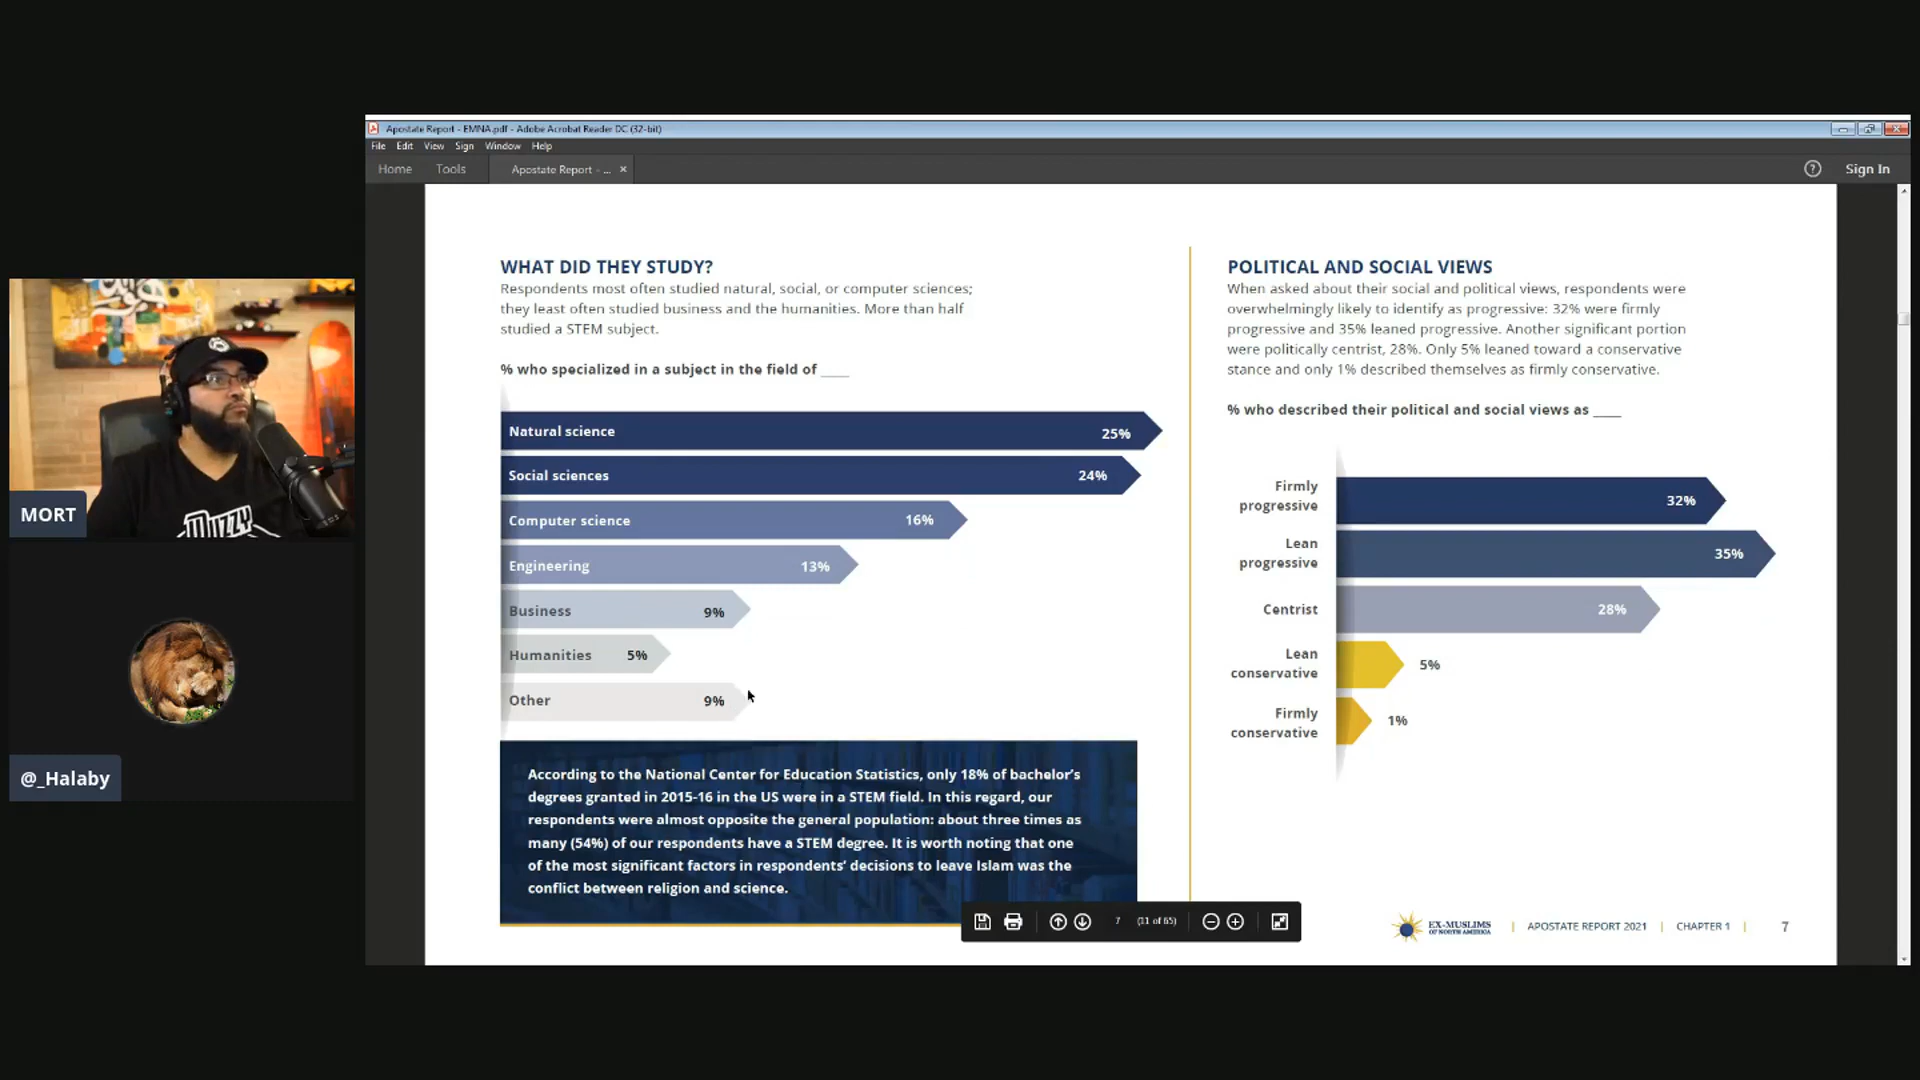 Apostate Report - EMNA.pdf - Adobe Acrobat Reader DC (32-bit)
File Edit View Sign Window Help
Home Tools Apostate Report - ... × ? Sign In
WHAT DID THEY STUDY?
Respondents most often studied natural, social, or computer sciences;
they least often studied business and the humanities. More than half
studied a STEM subject.
% who specialized in a subject in the field of ____
Natural science 25%
Social sciences 24%
Computer science 16%
Engineering 13%
Business 9%
Humanities 5%
Other 9%
According to the National Center for Education Statistics, only 18% of bachelor's
degrees granted in 2015-16 in the US were in a STEM field. In this regard, our
respondents were almost opposite the general population: about three times as
many (54%) of our respondents have a STEM degree. It is worth noting that one
of the most significant factors in respondents' decisions to leave Islam was the
conflict between religion and science.
POLITICAL AND SOCIAL VIEWS
When asked about their social and political views, respondents were
overwhelmingly likely to identify as progressive: 32% were firmly
progressive and 35% leaned progressive. Another significant portion
were politically centrist, 28%. Only 5% leaned toward a conservative
stance and only 1% described themselves as firmly conservative.
% who described their political and social views as ____
Firmly
progressive 32%
Lean
progressive 35%
Centrist 28%
Lean
conservative 5%
Firmly
conservative 1%
7 (11 of 65)
EX-MUSLIMS
OF NORTH AMERICA
| APOSTATE REPORT 2021 | CHAPTER 1 | 7
MORT
@_Halaby